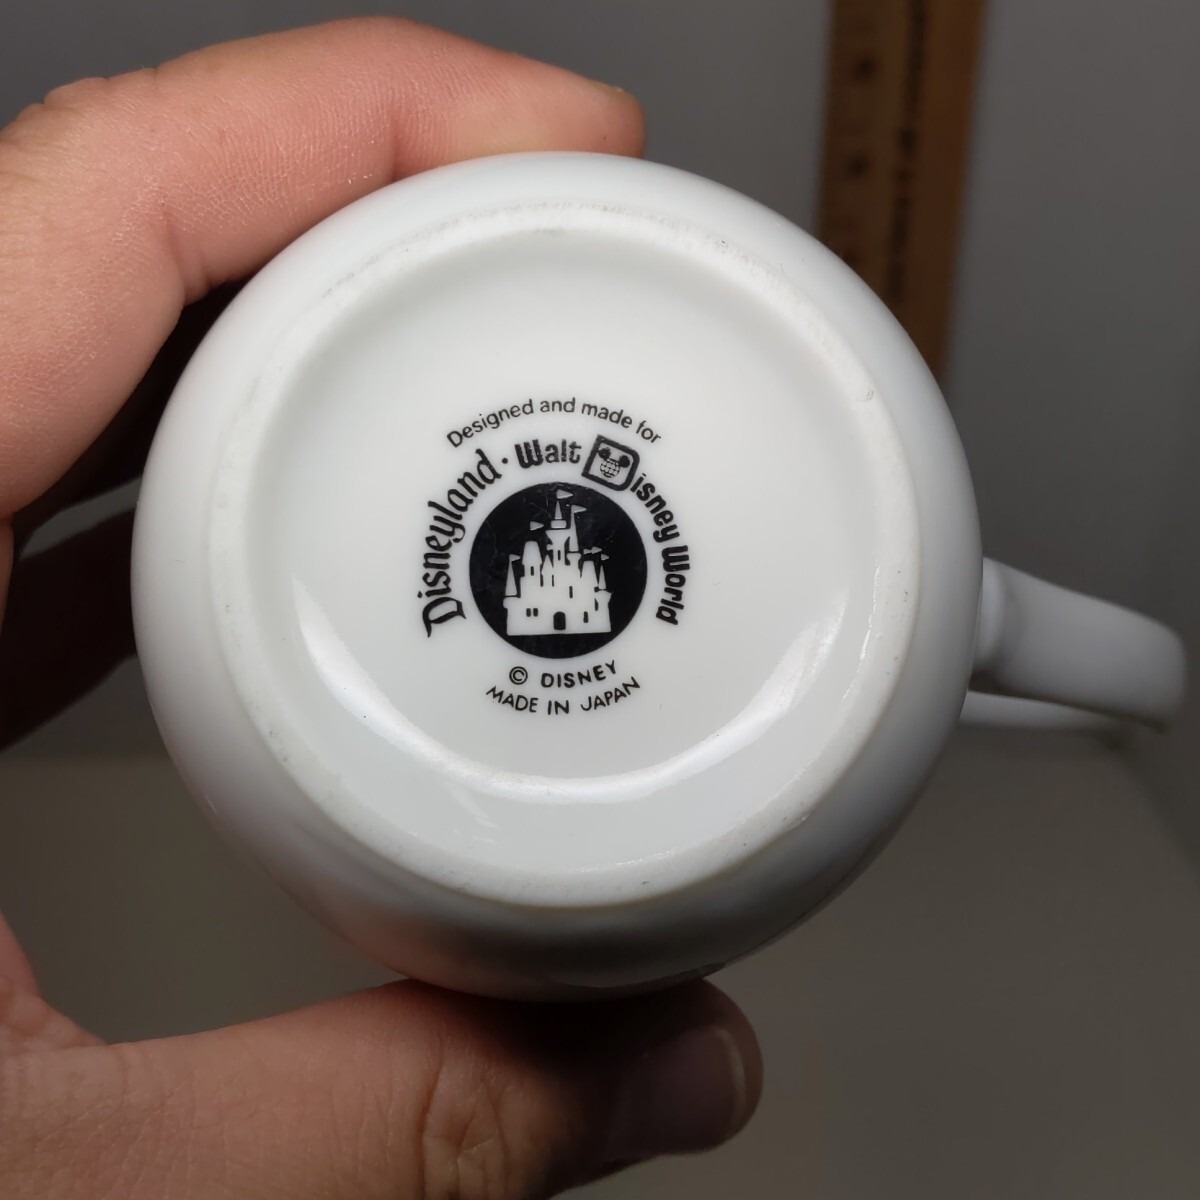 Designed and made for
Disneyland · Walt Disney World
© DISNEY
MADE IN JAPAN